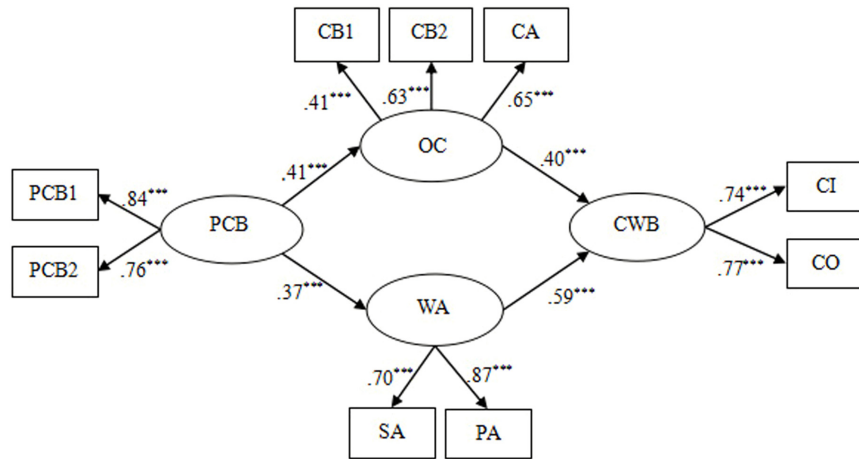 CB1
CB2
CA
.41***
.63***
.65***
OC
.41***
.40***
PCB1
.84***
PCB
PCB2
.76***
CWB
.74***
CI
.77***
CO
.37***
WA
.59***
.70***
.87***
SA
PA